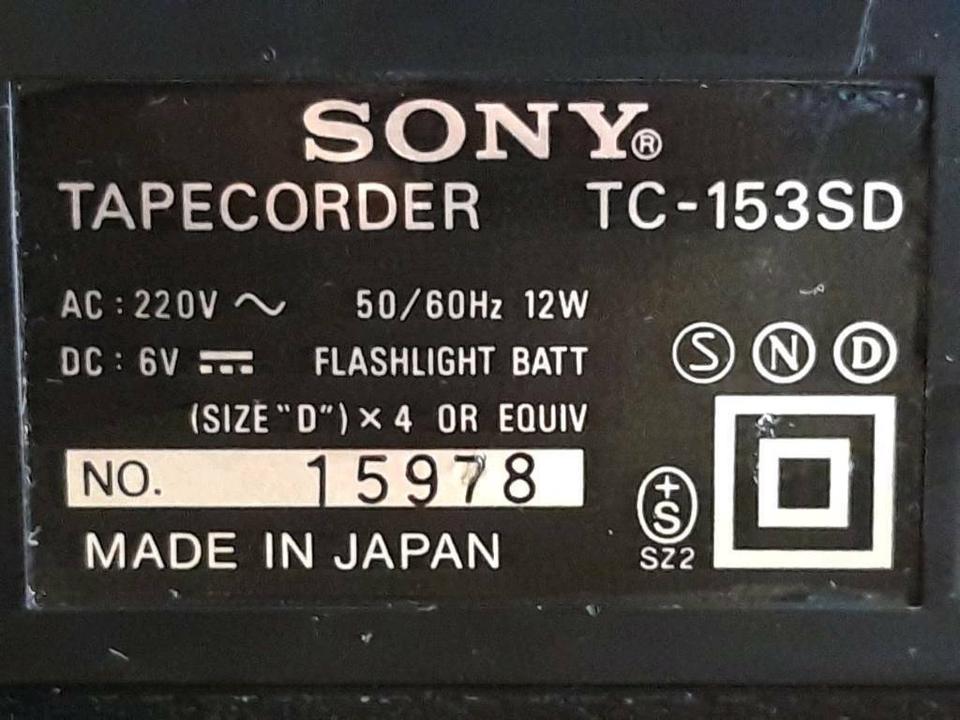 SONY®
TAPECORDER TC-153SD
AC : 220V ~ 50/60Hz 12W
DC : 6V ⎓ FLASHLIGHT BATT
(SIZE "D") × 4 OR EQUIV
S N D
NO. 15978
+S
SZ2
MADE IN JAPAN